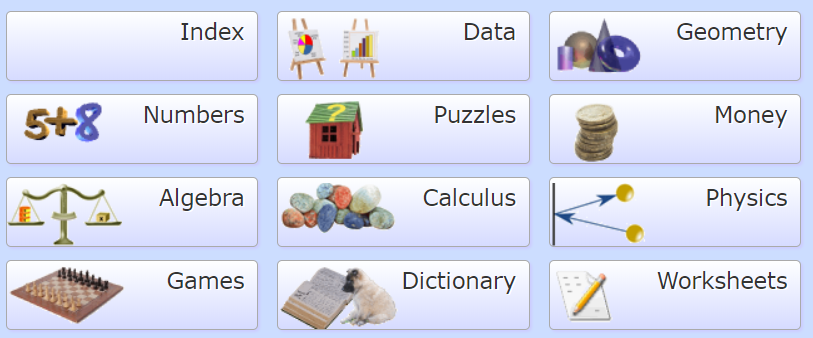 Index
Data
Geometry
5+8
Numbers
?
Puzzles
Money
Algebra
Calculus
Physics
Games
Dictionary
Worksheets